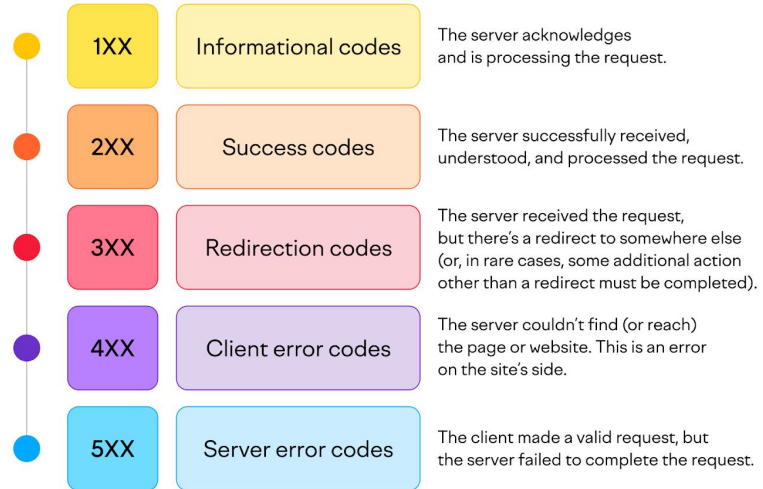 1XX
Informational codes
The server acknowledges
and is processing the request.
2XX
Success codes
The server successfully received,
understood, and processed the request.
3XX
Redirection codes
The server received the request,
but there's a redirect to somewhere else
(or, in rare cases, some additional action
other than a redirect must be completed).
4XX
Client error codes
The server couldn't find (or reach)
the page or website. This is an error
on the site's side.
5XX
Server error codes
The client made a valid request, but
the server failed to complete the request.